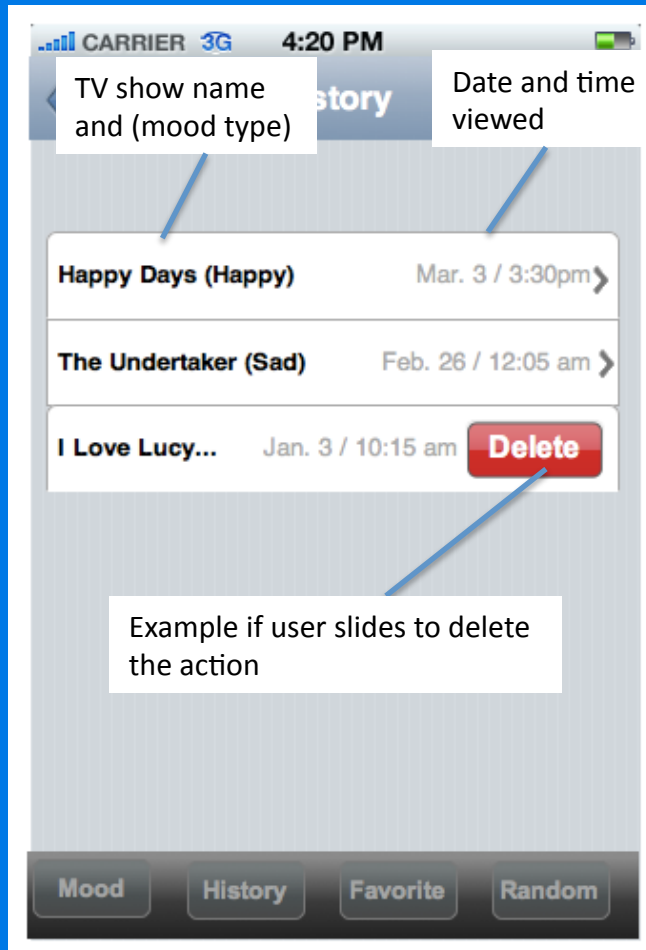 CARRIER 3G 4:20 PM
TV show name
and (mood type)
story
Date and time
viewed
Happy Days (Happy) Mar. 3 / 3:30pm
The Undertaker (Sad) Feb. 26 / 12:05 am
I Love Lucy... Jan. 3 / 10:15 am Delete
Example if user slides to delete
the action
Mood History Favorite Random